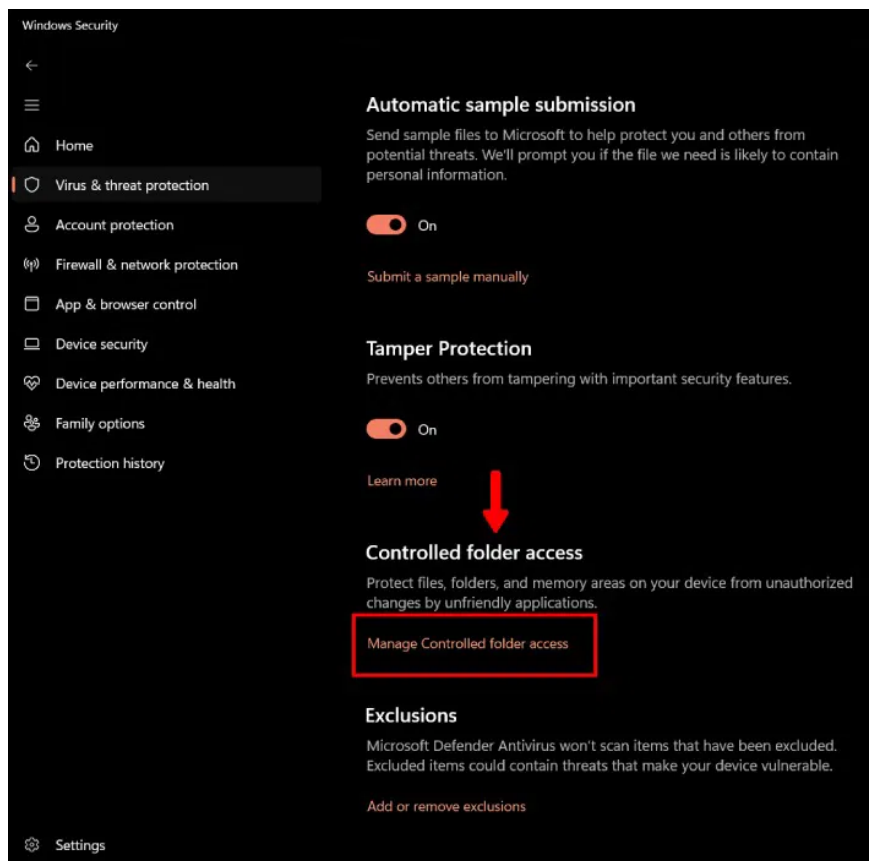 Windows Security
Home
Virus & threat protection
Account protection
Firewall & network protection
App & browser control
Device security
Device performance & health
Family options
Protection history
Settings
Automatic sample submission
Send sample files to Microsoft to help protect you and others from
potential threats. We'll prompt you if the file we need is likely to contain
personal information.
On
Submit a sample manually
Tamper Protection
Prevents others from tampering with important security features.
On
Learn more
Controlled folder access
Protect files, folders, and memory areas on your device from unauthorized
changes by unfriendly applications.
Manage Controlled folder access
Exclusions
Microsoft Defender Antivirus won't scan items that have been excluded.
Excluded items could contain threats that make your device vulnerable.
Add or remove exclusions